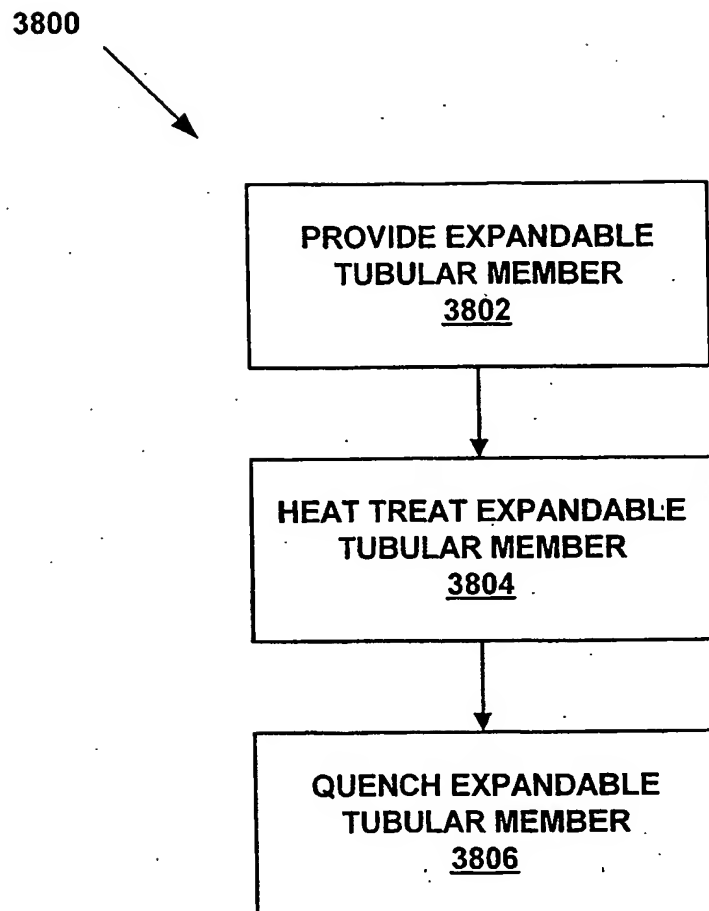 3800
PROVIDE EXPANDABLE
TUBULAR MEMBER
3802
HEAT TREAT EXPANDABLE
TUBULAR MEMBER
3804
QUENCH EXPANDABLE
TUBULAR MEMBER
3806